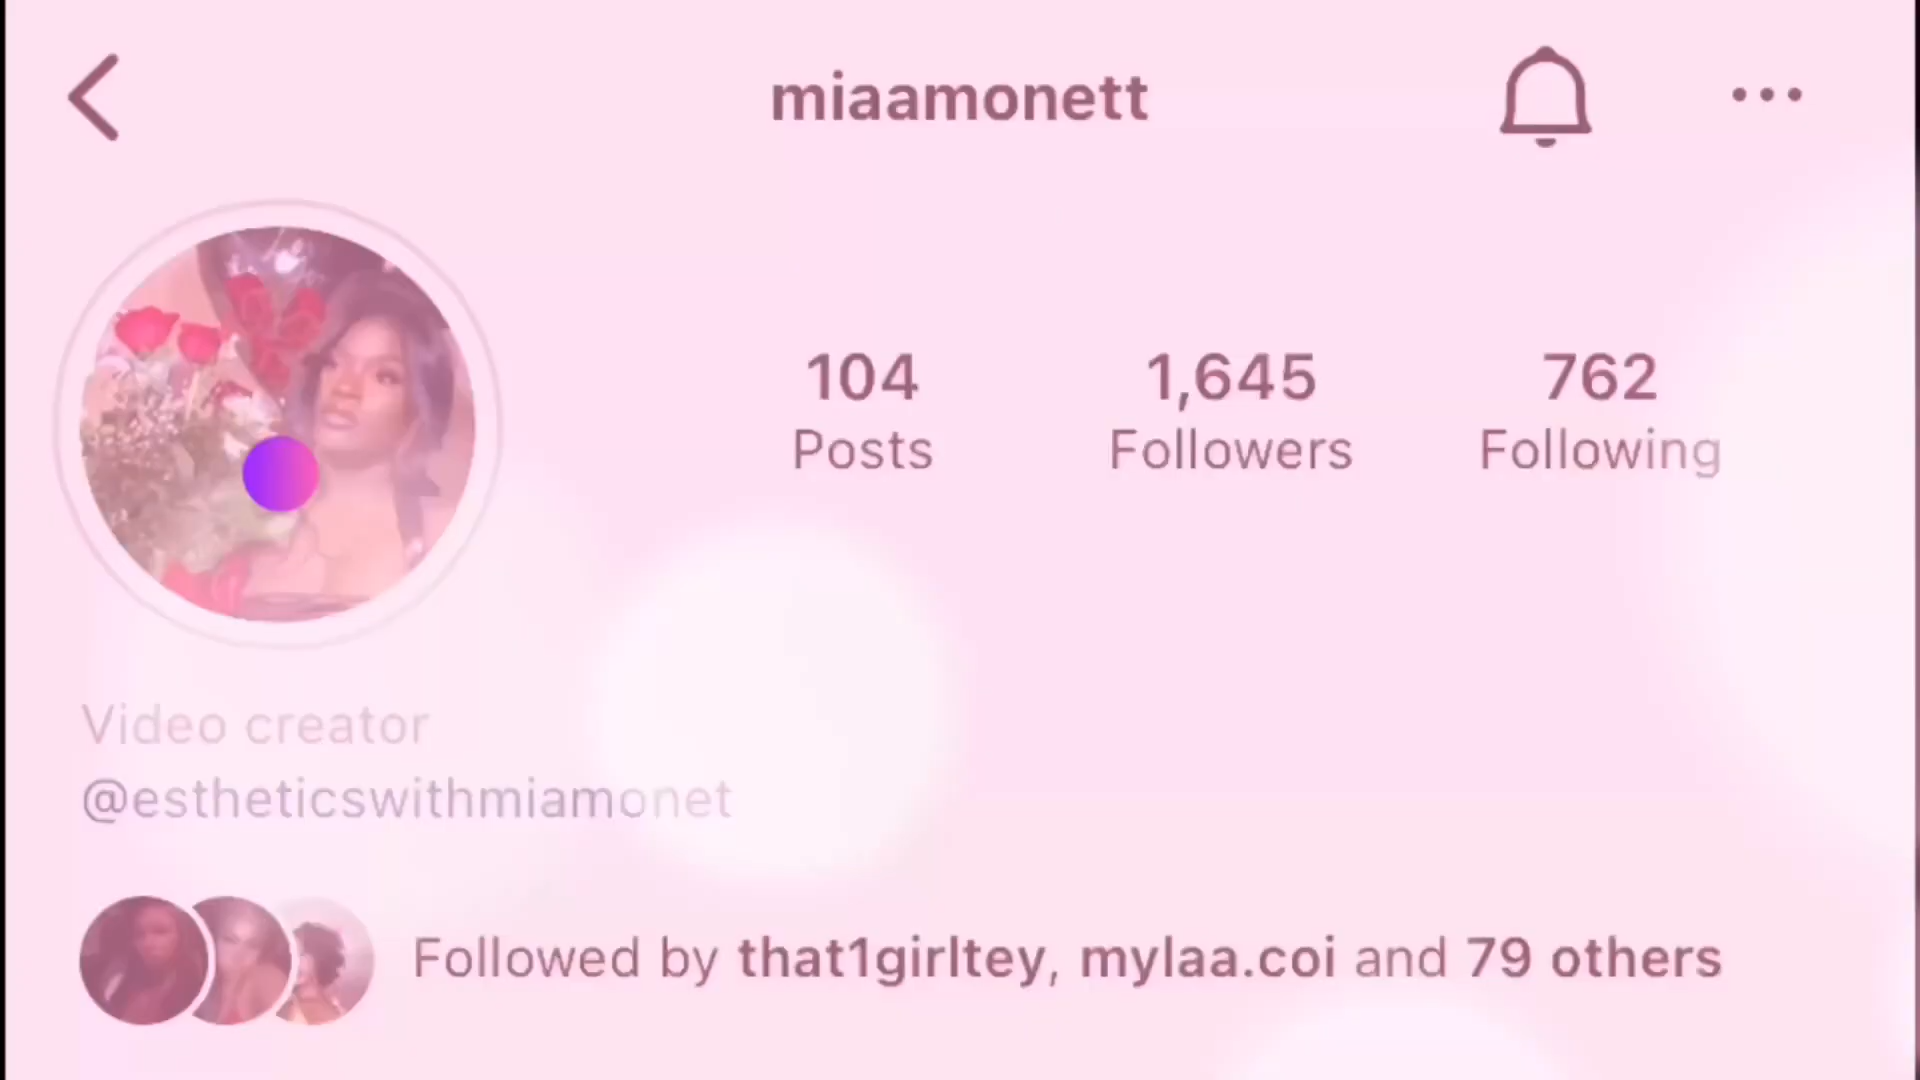 miaamonett
104
Posts
1,645
Followers
762
Following
Video creator
@estheticswithmiamonet
Followed by that1girltey, mylaa.coi and 79 others